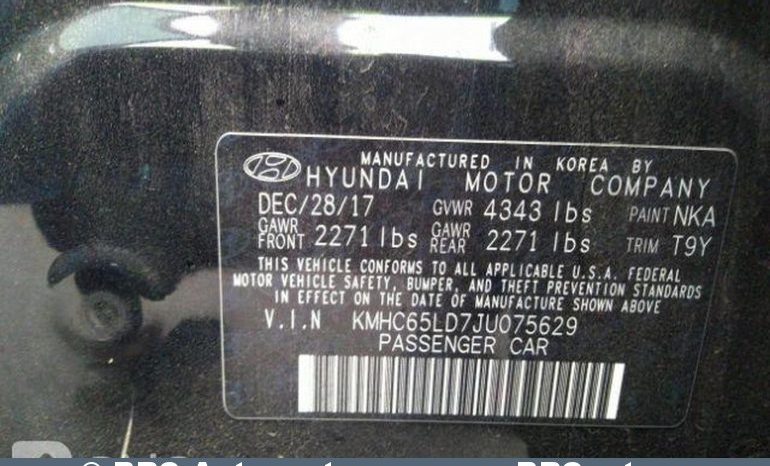 MANUFACTURED IN KOREA BY
HYUNDAI MOTOR COMPANY
DEC/28/17 GVWR 4343 lbs PAINT NKA
GAWR FRONT 2271 lbs GAWR REAR 2271 lbs TRIM T9Y
THIS VEHICLE CONFORMS TO ALL APPLICABLE U.S.A. FEDERAL
MOTOR VEHICLE SAFETY, BUMPER, AND THEFT PREVENTION STANDARDS
IN EFFECT ON THE DATE OF MANUFACTURE SHOWN ABOVE
V.I.N KMHC65LD7JU075629
PASSENGER CAR